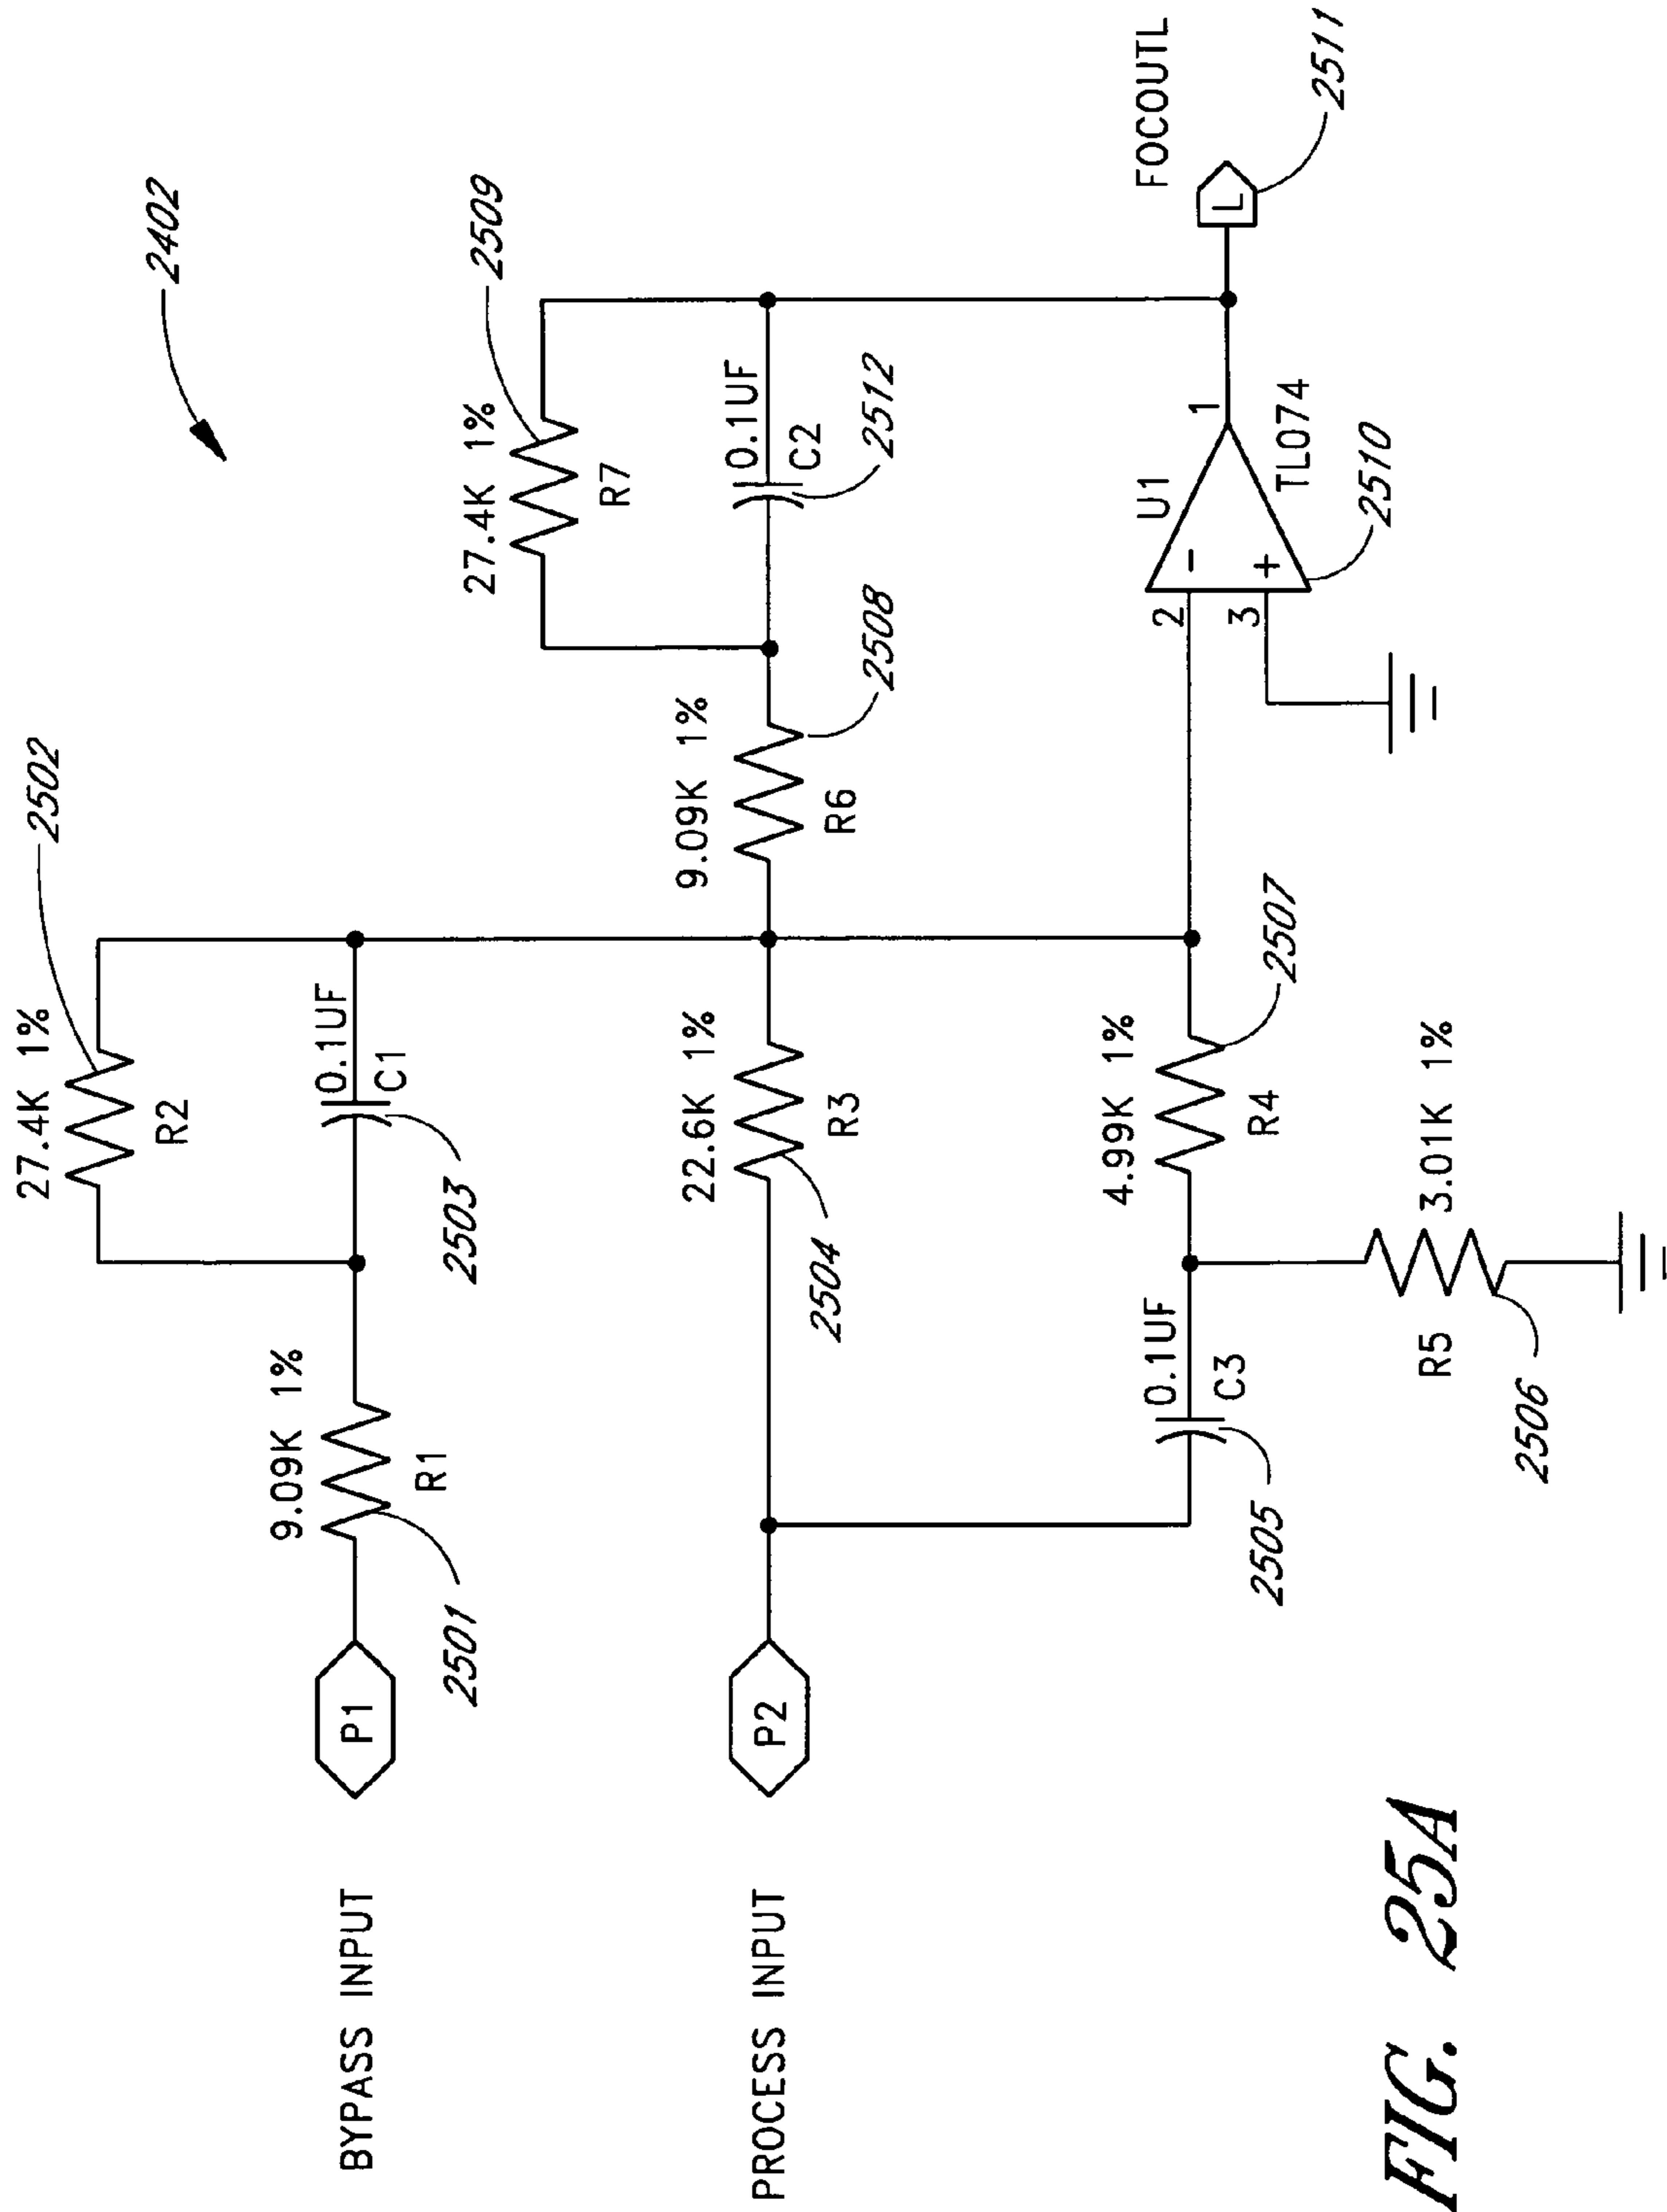 2402
27.4K 1%
2502
R2
0.1UF
C1
2503
BYPASS INPUT
P1
9.09K 1%
R1
2501
27.4K 1%
2509
R7
0.1UF
C2
2512
9.09K 1%
R6
2508
PROCESS INPUT
P2
22.6K 1%
R3
2504
0.1UF
C3
2505
4.99K 1%
R4
2507
R5
3.01K 1%
2506
2
3
-
+
U1
1
TL074
2510
FOCOUTL
L
2511
FIG. 25A